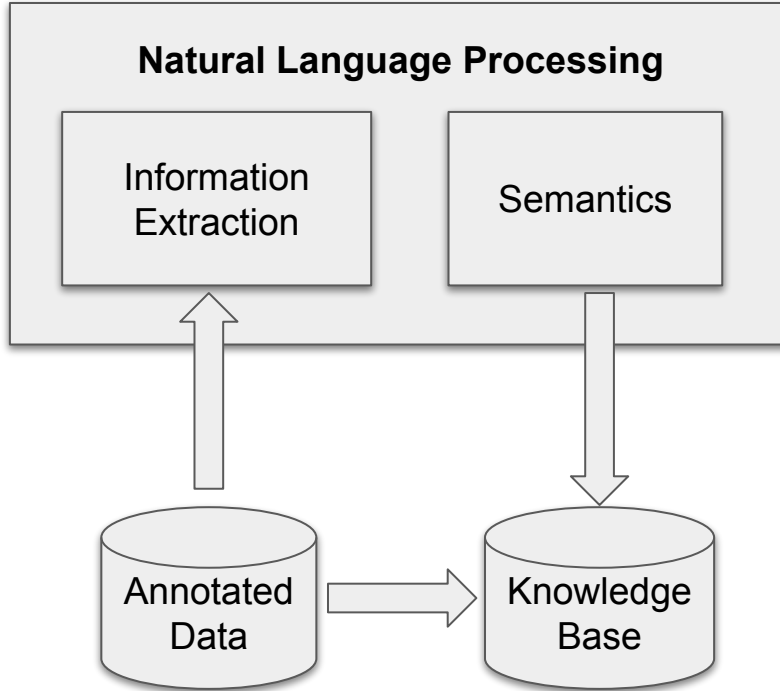 Natural Language Processing
Information
Extraction
Semantics
Annotated
Data
Knowledge
Base